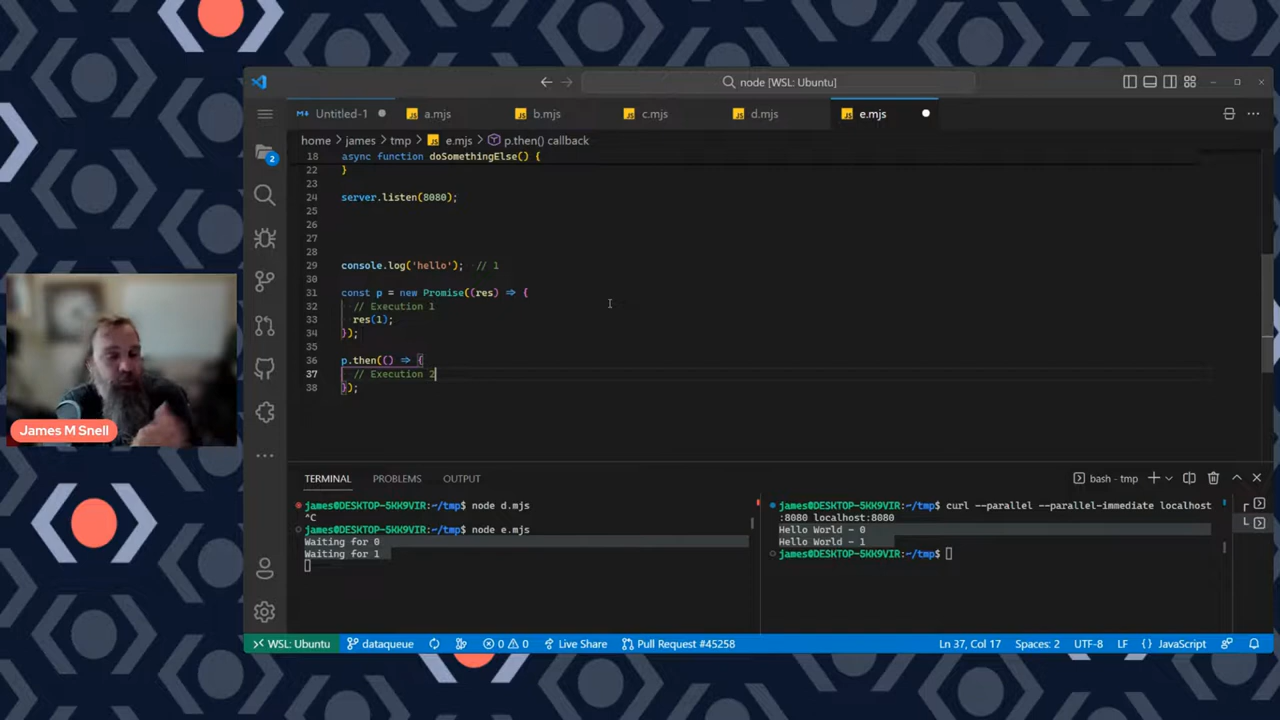 node [WSL: Ubuntu]
Untitled-1
a.mjs
b.mjs
c.mjs
d.mjs
e.mjs
home > james > tmp > e.mjs > p.then() callback
18 async function doSomethingElse() {
22 }
23
24 server.listen(8080);
25
26
27
28
29 console.log('hello'); // 1
30
31 const p = new Promise((res) => {
32 // Execution 1
33 res(1);
34 });
35
36 p.then(() => {
37 // Execution 2
38 });
2
James M Snell
TERMINAL
PROBLEMS
OUTPUT
bash - tmp
james@DESKTOP-5KK9VIR:~/tmp$ node d.mjs
^C
james@DESKTOP-5KK9VIR:~/tmp$ node e.mjs
Waiting for 0
Waiting for 1
james@DESKTOP-5KK9VIR:~/tmp$ curl --parallel --parallel-immediate localhost
:8080 localhost:8080
Hello World - 0
Hello World - 1
james@DESKTOP-5KK9VIR:~/tmp$
WSL: Ubuntu
dataqueue
0
0
Live Share
Pull Request #45258
Ln 37, Col 17
Spaces: 2
UTF-8
LF
{} JavaScript